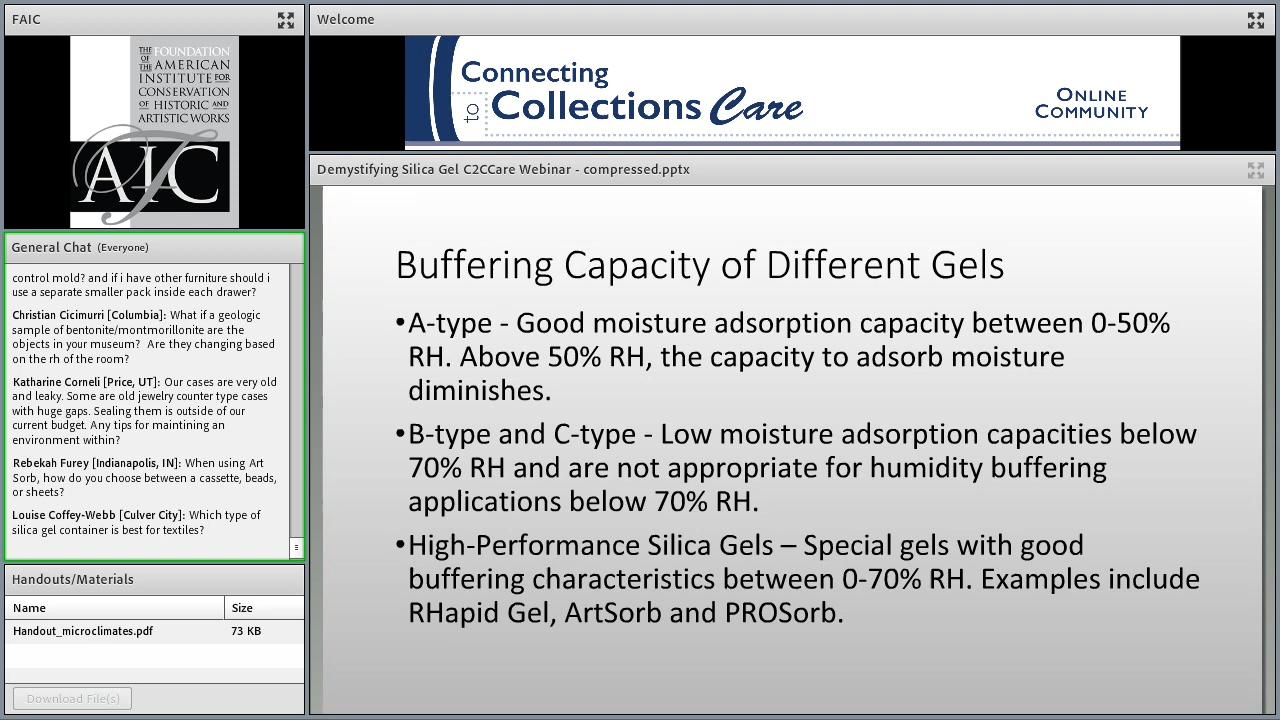 FAIC
THE FOUNDATION
OF THE AMERICAN
INSTITUTE FOR
CONSERVATION
OF HISTORIC AND
ARTISTIC WORKS
AIC
Welcome
Connecting
to Collections Care
ONLINE
COMMUNITY
General Chat (Everyone)
control mold? and if i have other furniture should i
use a separate smaller pack inside each drawer?
Christian Cicimurri [Columbia]: What if a geologic
sample of bentonite/montmorillonite are the
objects in your museum? Are they changing based
on the rh of the room?
Katharine Corneli [Price, UT]: Our cases are very old
and leaky. Some are old jewelry counter type cases
with huge gaps. Sealing them is outside of our
current budget. Any tips for maintining an
environment within?
Rebekah Furey [Indianapolis, IN]: When using Art
Sorb, how do you choose between a cassette, beads,
or sheets?
Louise Coffey-Webb [Culver City]: Which type of
silica gel container is best for textiles?
Handouts/Materials
Name Size
Handout_microclimates.pdf 73 KB
Download File(s)
Demystifying Silica Gel C2CCare Webinar - compressed.pptx
Buffering Capacity of Different Gels
•A-type - Good moisture adsorption capacity between 0-50%
RH. Above 50% RH, the capacity to adsorb moisture
diminishes.
•B-type and C-type - Low moisture adsorption capacities below
70% RH and are not appropriate for humidity buffering
applications below 70% RH.
•High-Performance Silica Gels – Special gels with good
buffering characteristics between 0-70% RH. Examples include
RHapid Gel, ArtSorb and PROSorb.